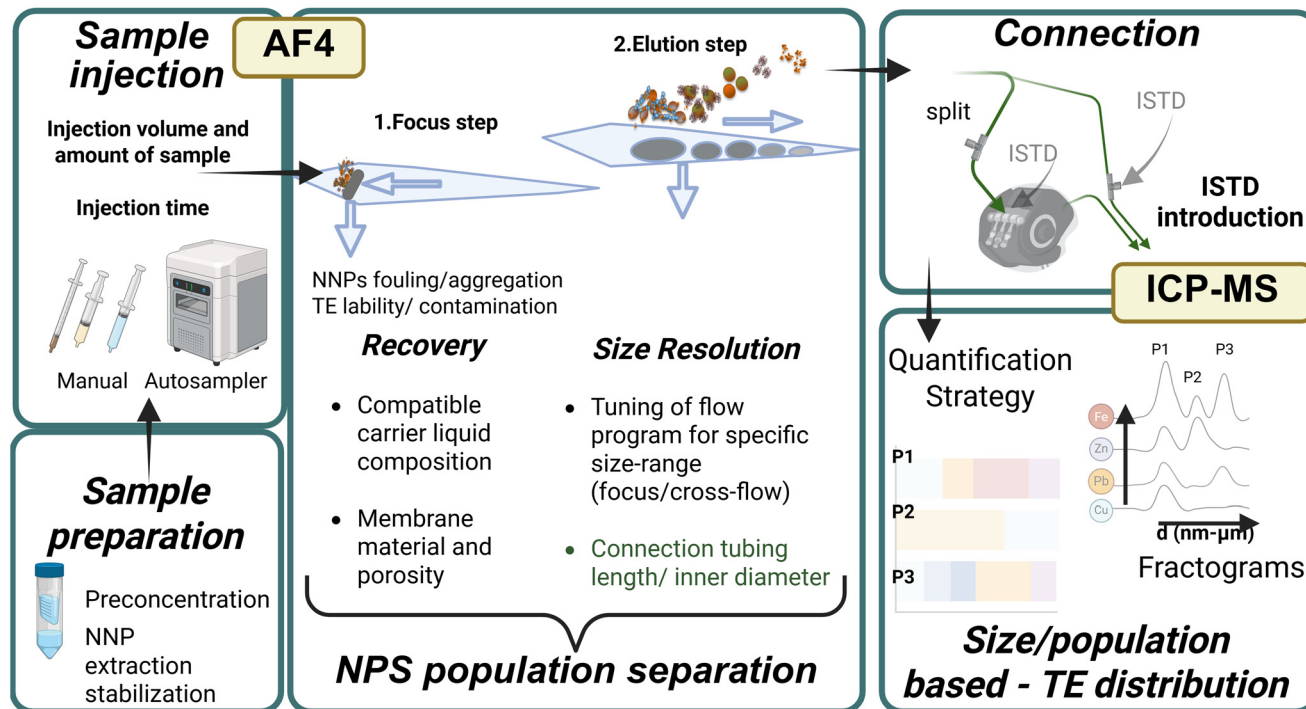 Sample
injection
AF4
Injection volume and
amount of sample
Injection time
Manual
Autosampler
Sample
preparation
Preconcentration
NNP
extraction
stabilization
1.Focus step
2.Elution step
NNPs fouling/aggregation
TE lability/ contamination
Recovery
• Compatible
carrier liquid
composition
• Membrane
material and
porosity
Size Resolution
• Tuning of flow
program for specific
size-range
(focus/cross-flow)
• Connection tubing
length/ inner diameter
NPS population separation
Connection
split
ISTD
ISTD
ISTD
introduction
ICP-MS
Quantification
Strategy
P1
P2
P3
P1
P2
P3
Fe
Zn
Pb
Cu
d (nm-µm)
Fractograms
Size/population
based - TE distribution